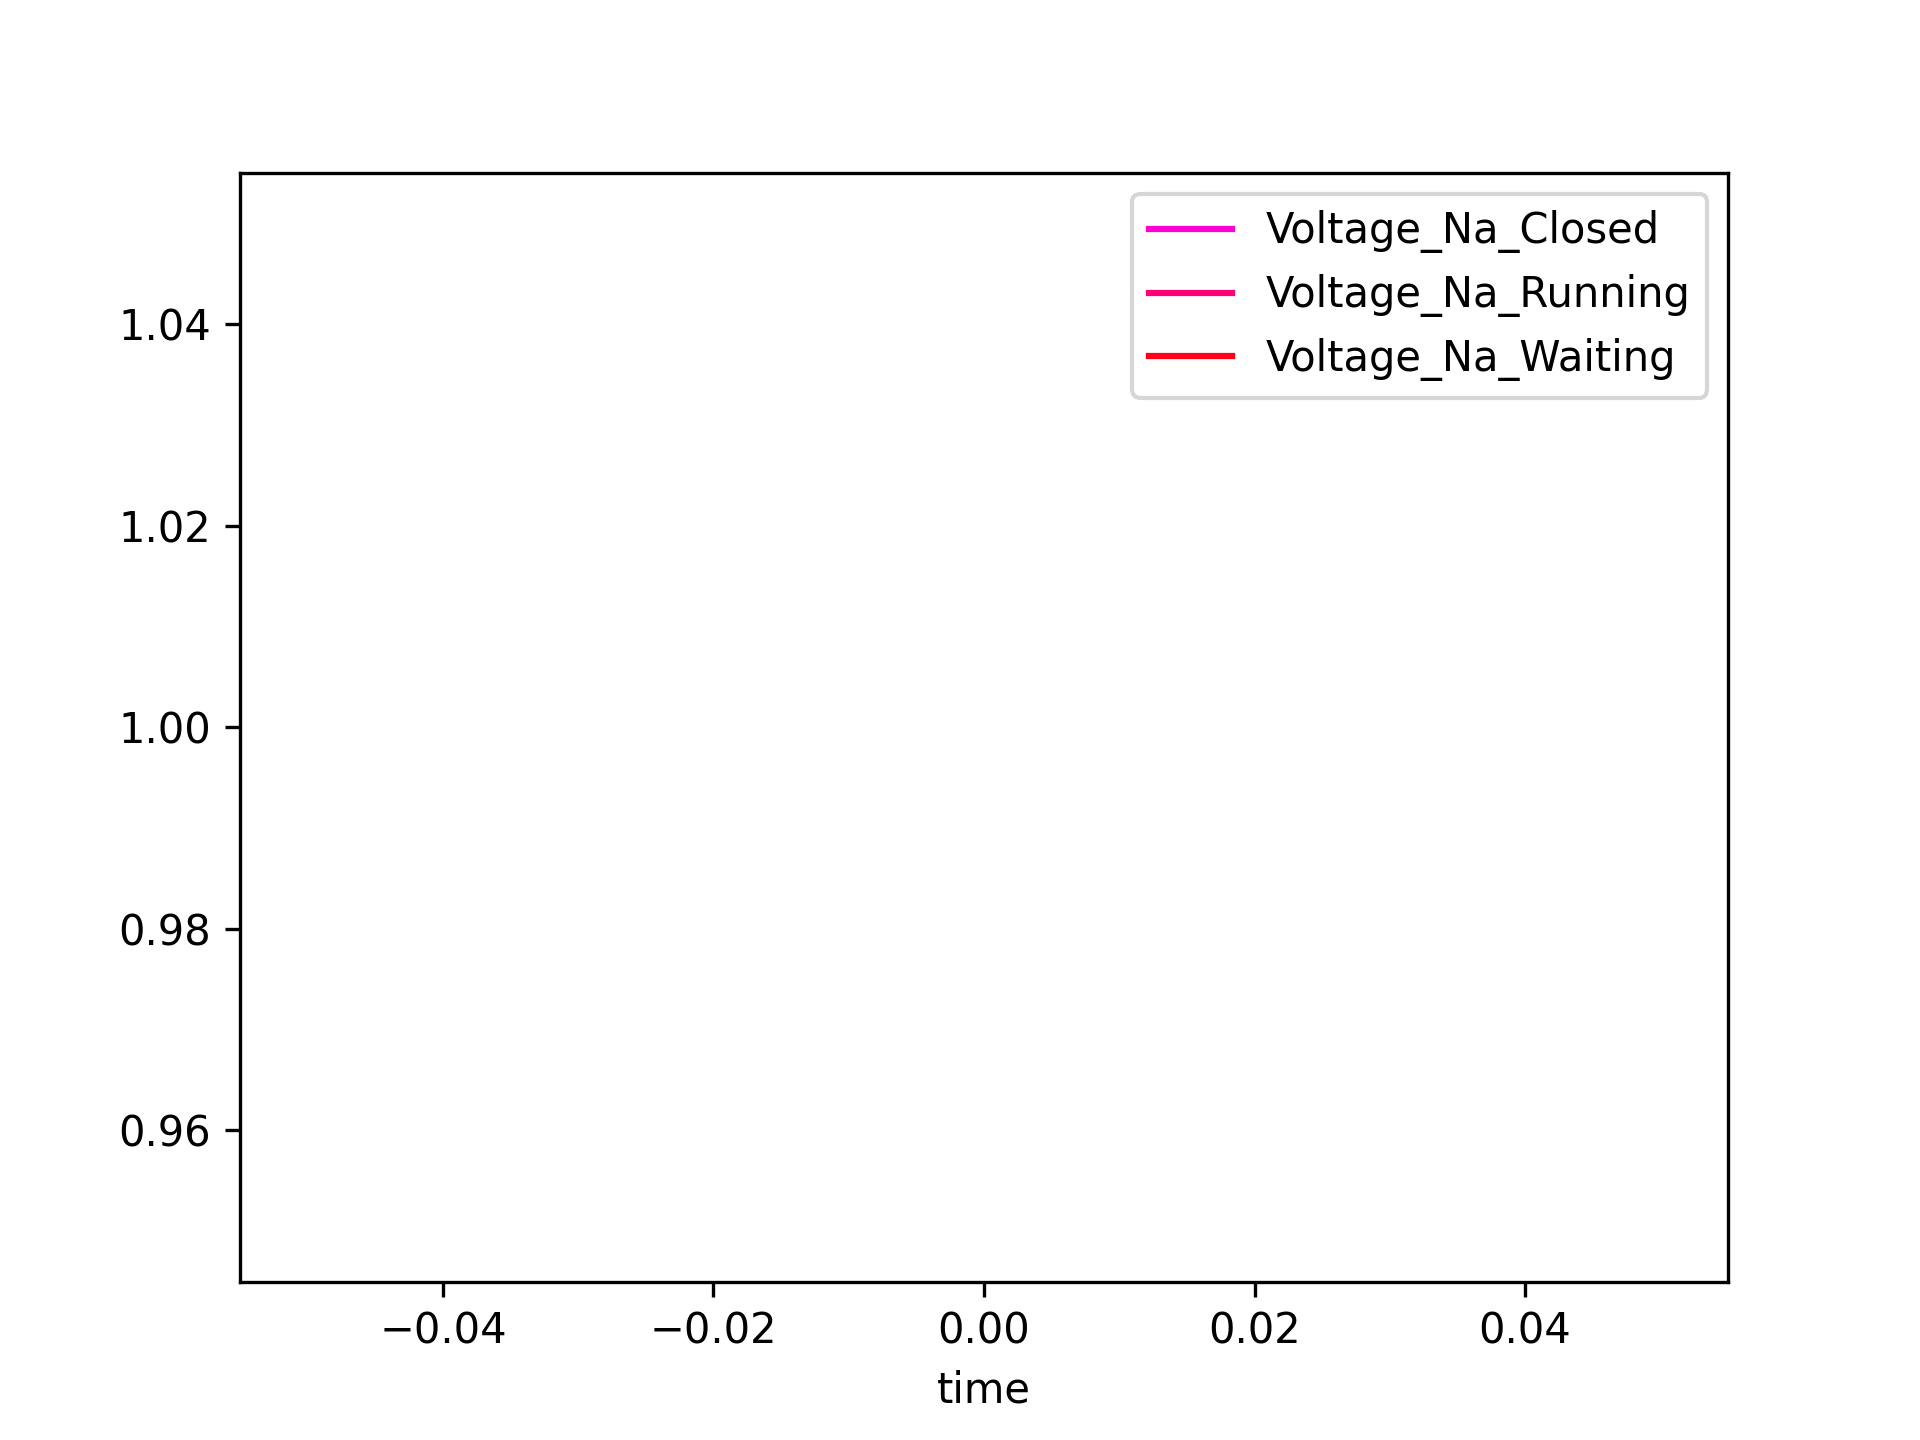 Voltage_Na_Closed
Voltage_Na_Running
Voltage_Na_Waiting
1.04
1.02
1.00
0.98
0.96
−0.04 −0.02 0.00 0.02 0.04
time